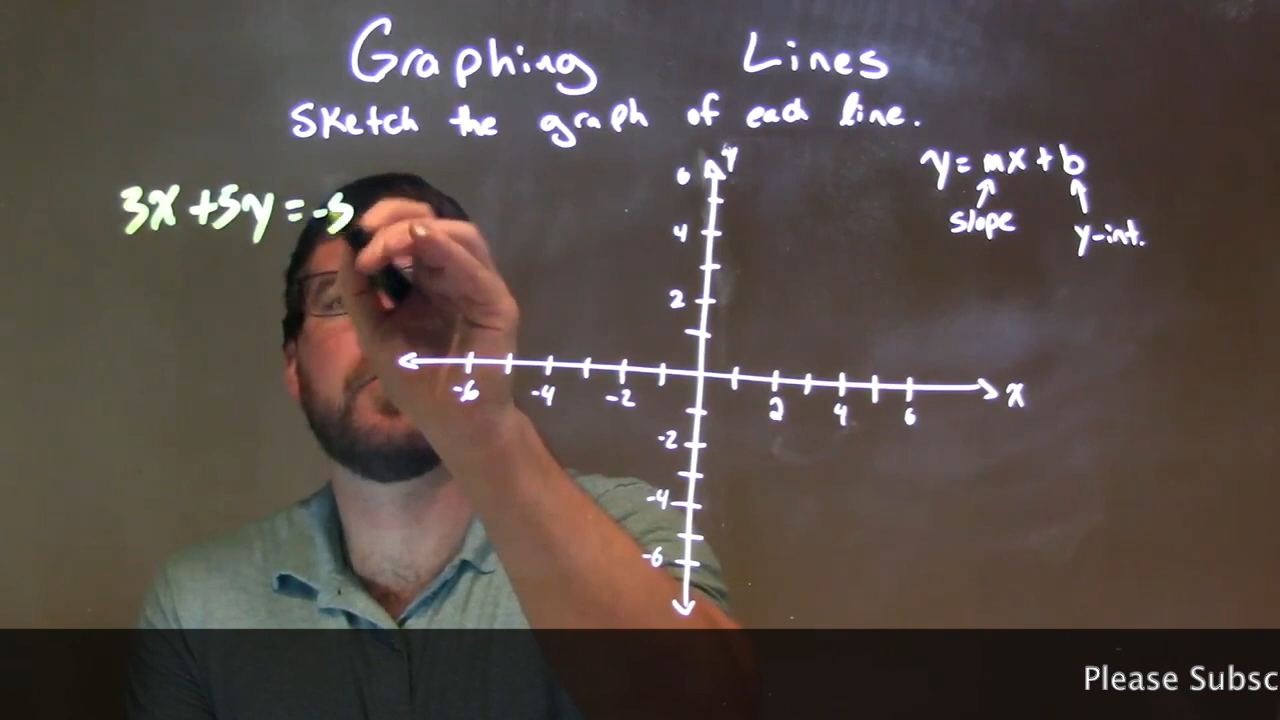 Graphing Lines
Sketch the graph of each line.
y = mx + b
slope
y-int.
3x + 5y = -5
y
6
4
2
-6 -4 -2 2 4 6 x
-2
-4
-6
Please Subsc